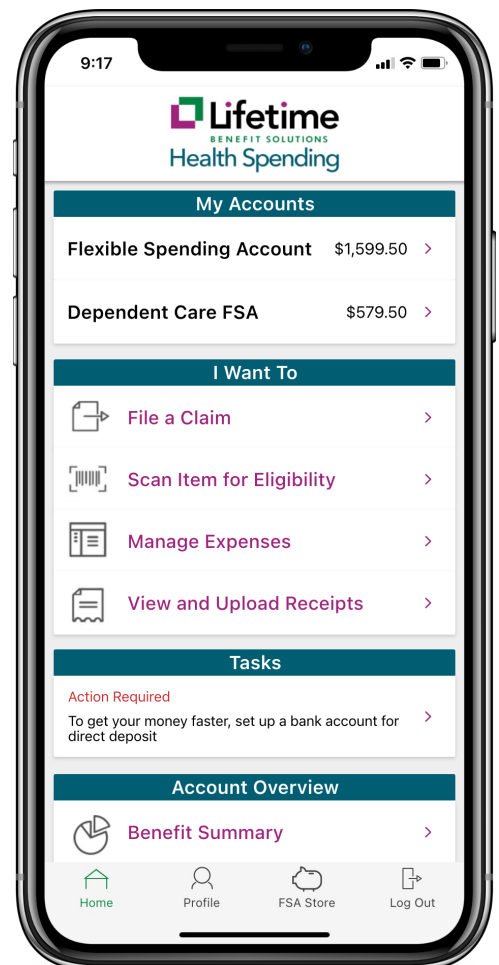 9:17
Lifetime
BENEFIT SOLUTIONS
Health Spending
My Accounts
Flexible Spending Account $1,599.50
Dependent Care FSA $579.50
I Want To
File a Claim
Scan Item for Eligibility
Manage Expenses
View and Upload Receipts
Tasks
Action Required
To get your money faster, set up a bank account for
direct deposit
Account Overview
Benefit Summary
Home Profile FSA Store Log Out